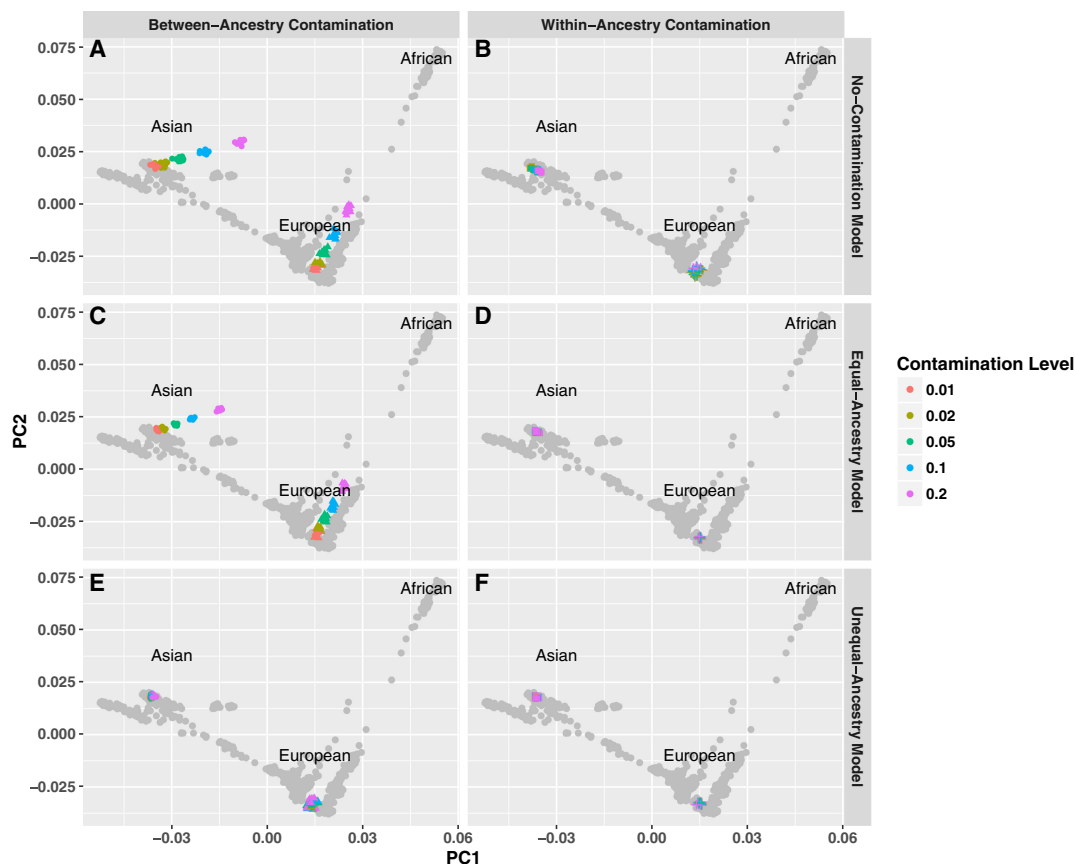 Between−Ancestry Contamination
Within−Ancestry Contamination
A
African
Asian
European
B
African
Asian
European
No−Contamination Model
0.075
0.050
0.025
0.000
−0.025
C
African
Asian
European
D
African
Asian
European
Equal−Ancestry Model
0.075
0.050
0.025
0.000
−0.025
PC2
E
African
Asian
European
F
African
Asian
European
Unequal−Ancestry Model
0.075
0.050
0.025
0.000
−0.025
−0.03
0.00
0.03
0.06
−0.03
0.00
0.03
0.06
PC1
Contamination Level
0.01
0.02
0.05
0.1
0.2